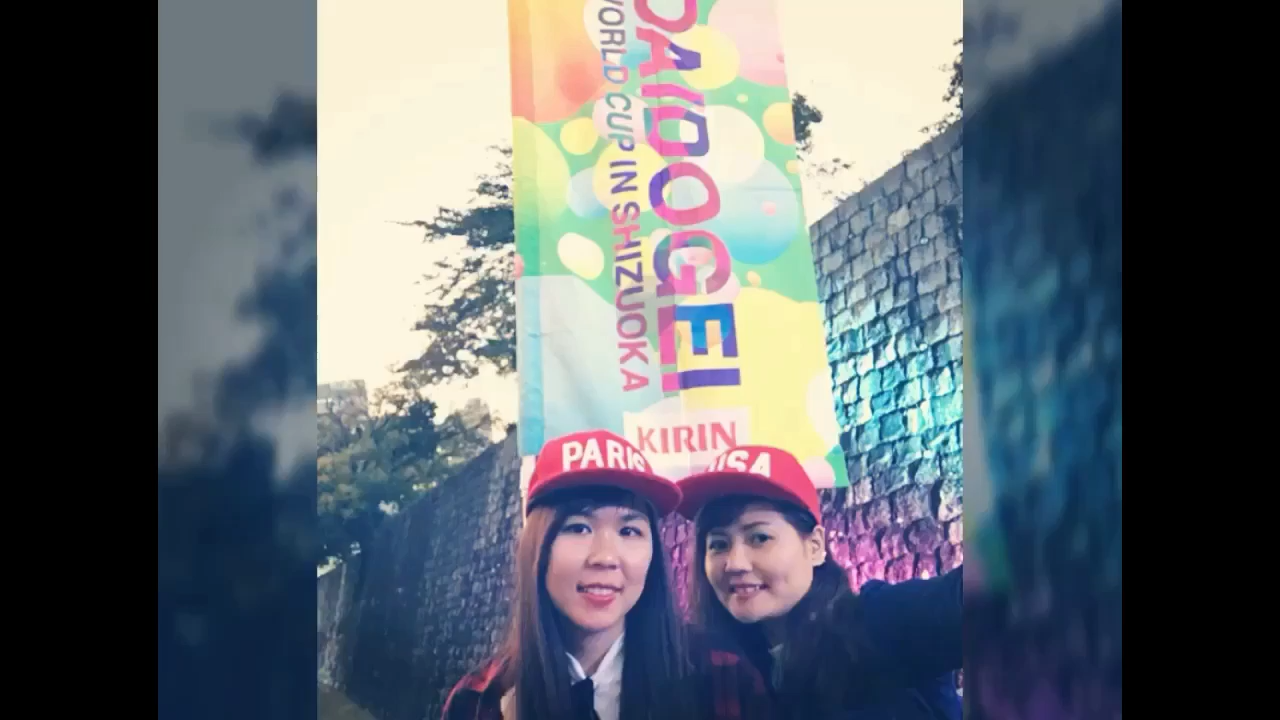 DAIDOGEI
WORLD CUP IN SHIZUOKA
KIRIN
PARIS
USA